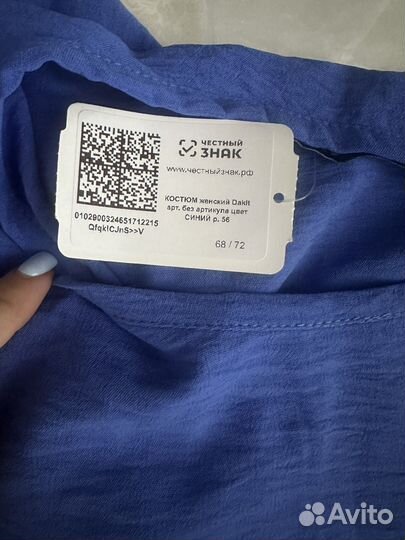 ЧЕСТНЫЙ
ЗНАК
www.честныйзнак.рф
КОСТЮМ женский Dakit
арт. без артикула цвет
СИНИЙ р. 56
0102900324651712215
QfqkICJnS>>V
68 / 72
Avito